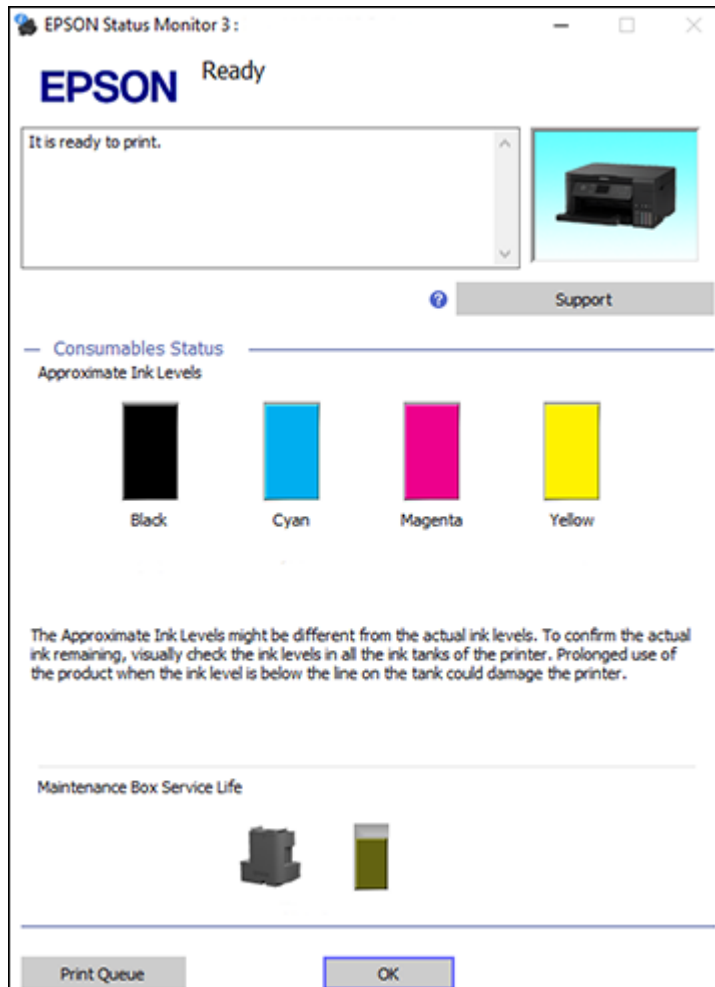 EPSON Status Monitor 3 :
EPSON
Ready
It is ready to print.
Support
Consumables Status
Approximate Ink Levels
Black Cyan Magenta Yellow
The Approximate Ink Levels might be different from the actual ink levels. To confirm the actual
ink remaining, visually check the ink levels in all the ink tanks of the printer. Prolonged use of
the product when the ink level is below the line on the tank could damage the printer.
Maintenance Box Service Life
Print Queue OK